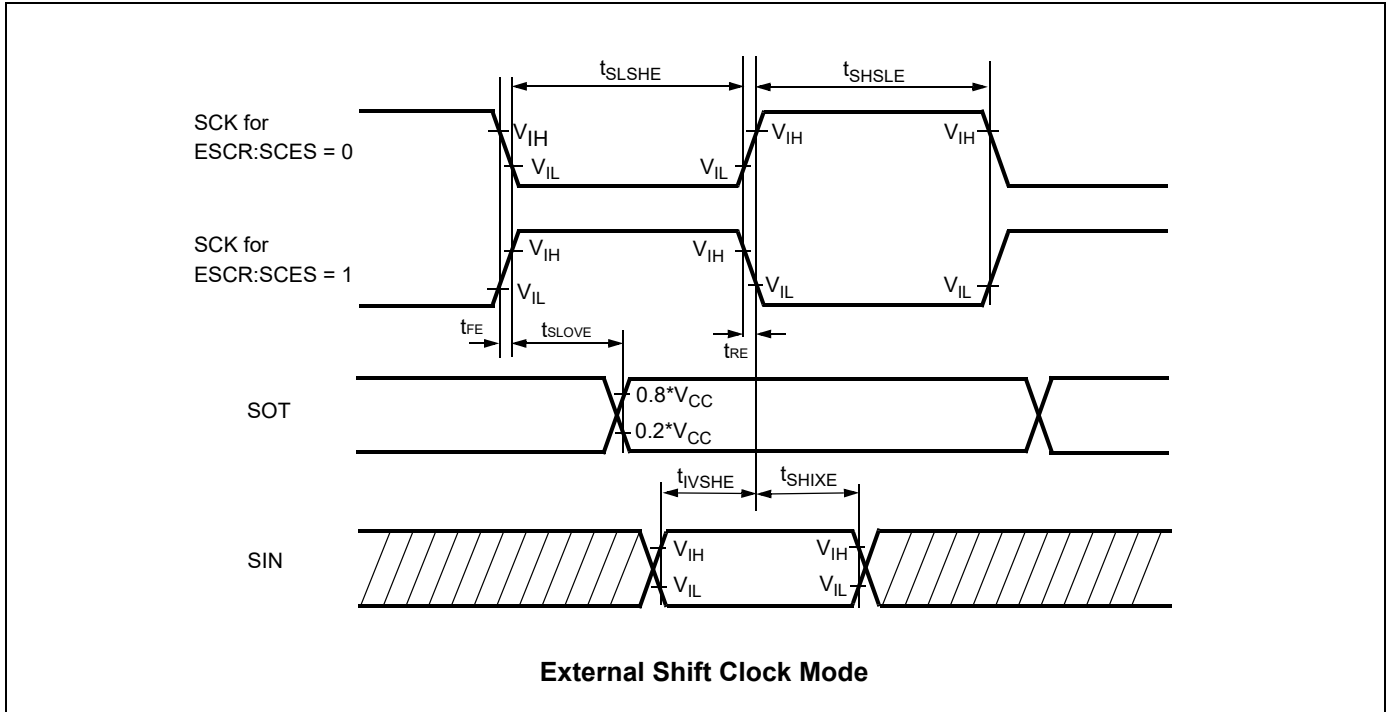 tSLSHE
tSHSLE
SCK for
ESCR:SCES = 0
VIH
VIL
VIL
VIH
VIH
SCK for
ESCR:SCES = 1
VIH
VIL
VIH
VIL
VIL
tFE
tSLOVE
tRE
SOT
0.8*VCC
0.2*VCC
tIVSHE
tSHIXE
SIN
VIH
VIL
VIH
VIL
External Shift Clock Mode